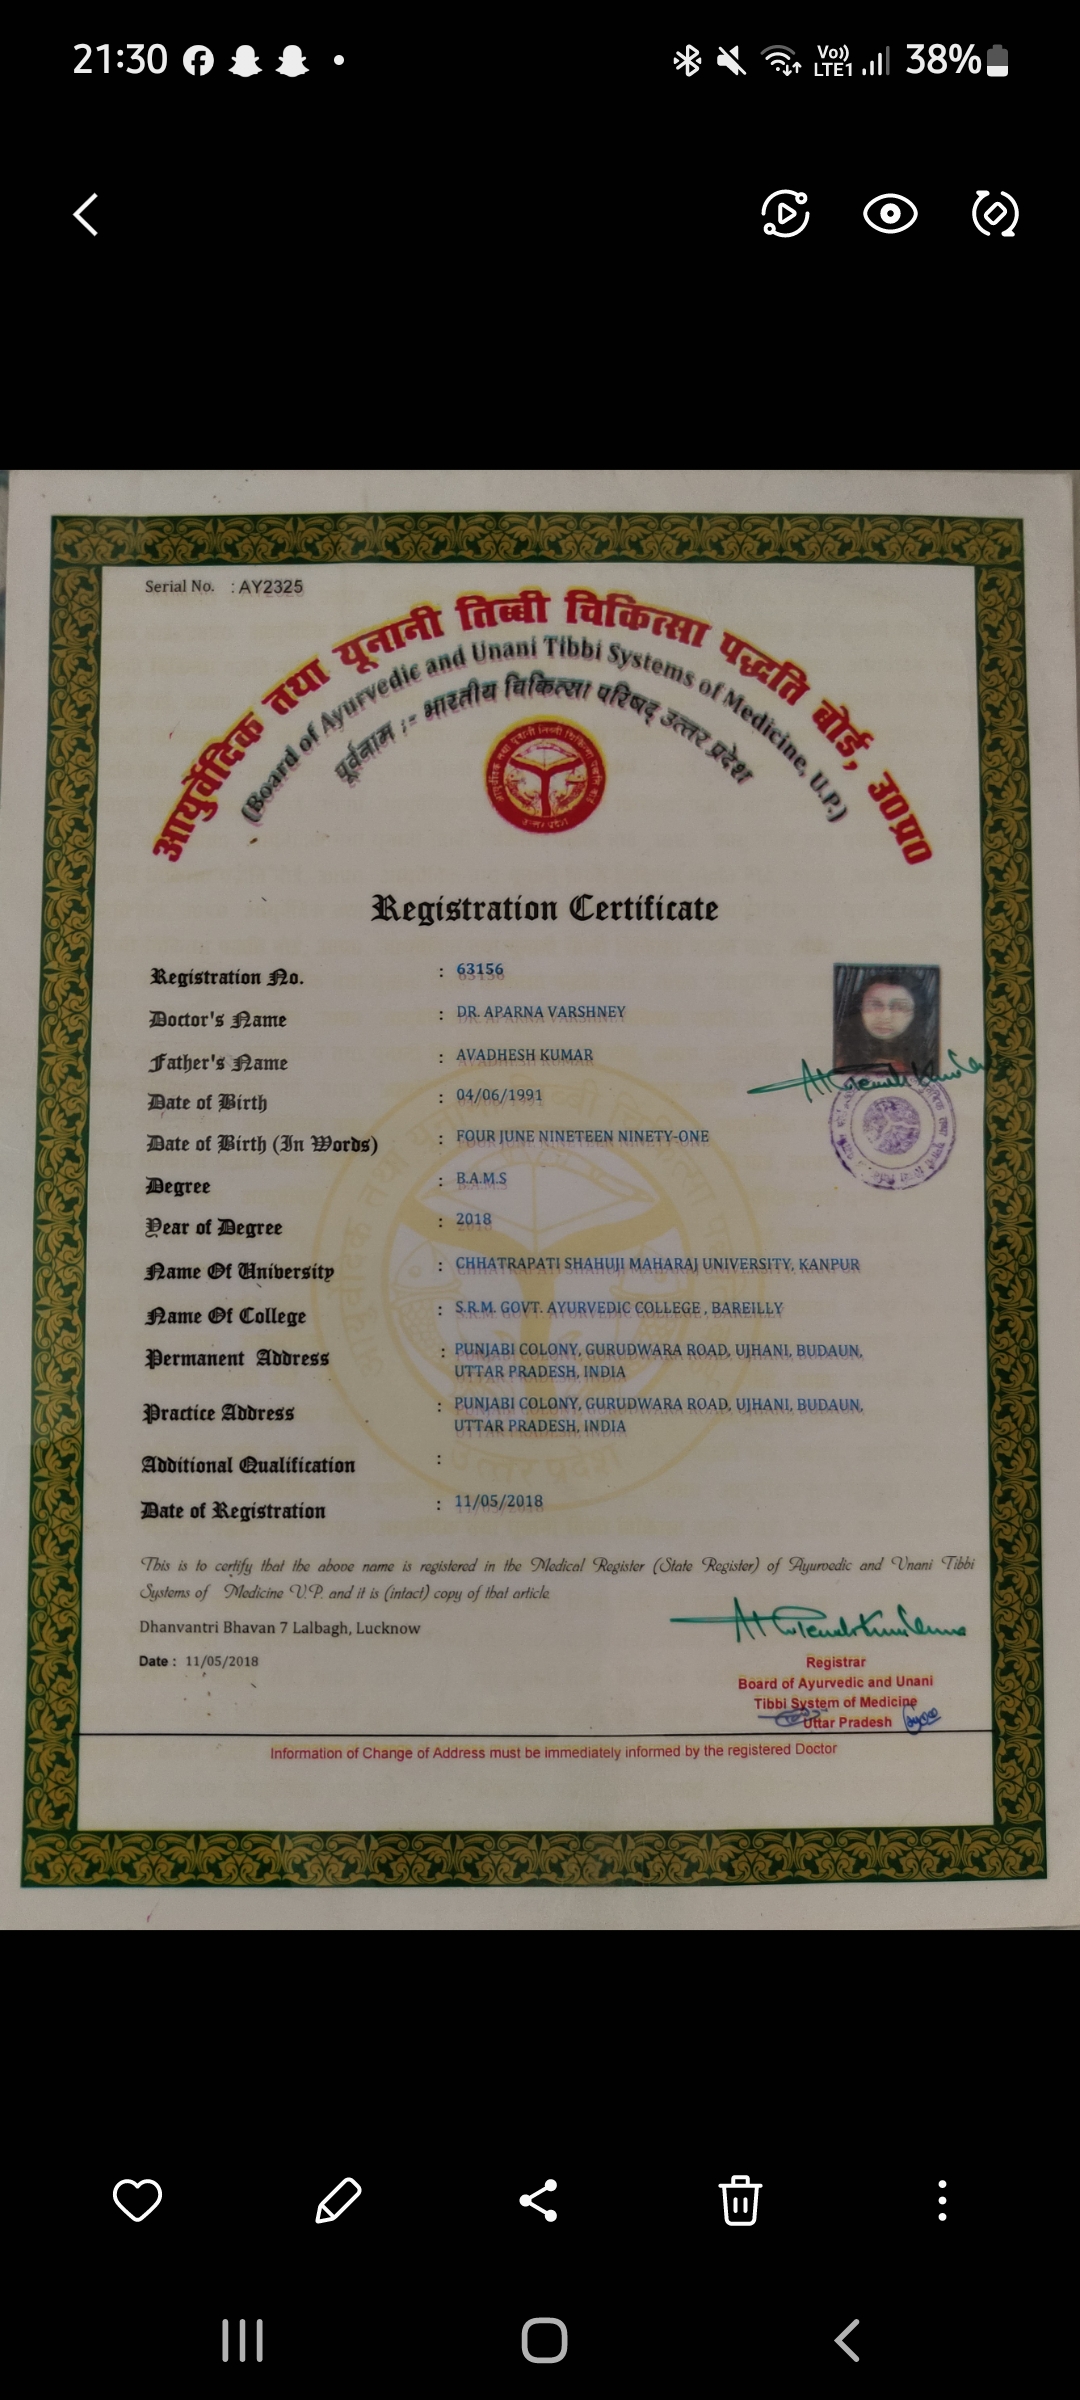 21:30
Vo))
LTE1
38%
Serial No. : AY2325
आयुर्वेदिक तथा यूनानी तिब्बी चिकित्सा पद्धति बोर्ड, उ०प्र०
(Board of Ayurvedic and Unani Tibbi Systems of Medicine, U.P.)
पूर्वनाम :- भारतीय चिकित्सा परिषद् उत्तर प्रदेश
उत्तर प्रदेश
Registration Certificate
Registration No. : 63156
Doctor's Name : DR. APARNA VARSHNEY
Father's Name : AVADHESH KUMAR
Date of Birth : 04/06/1991
Date of Birth (In Words) : FOUR JUNE NINETEEN NINETY-ONE
Degree : B.A.M.S
Year of Degree : 2018
Name Of University : CHHATRAPATI SHAHUJI MAHARAJ UNIVERSITY, KANPUR
Name Of College : S.R.M. GOVT. AYURVEDIC COLLEGE , BAREILLY
Permanent Address : PUNJABI COLONY, GURUDWARA ROAD, UJHANI, BUDAUN,
UTTAR PRADESH, INDIA
Practice Address : PUNJABI COLONY, GURUDWARA ROAD, UJHANI, BUDAUN,
UTTAR PRADESH, INDIA
Additional Qualification :
Date of Registration : 11/05/2018
This is to certify that the above name is registered in the Medical Register (State Register) of Ayurvedic and Unani Tibbi
Systems of Medicine U.P. and it is (intact) copy of that article
Dhanvantri Bhavan 7 Lalbagh, Lucknow
Date : 11/05/2018
Registrar
Board of Ayurvedic and Unani
Tibbi System of Medicine
Uttar Pradesh
Information of Change of Address must be immediately informed by the registered Doctor